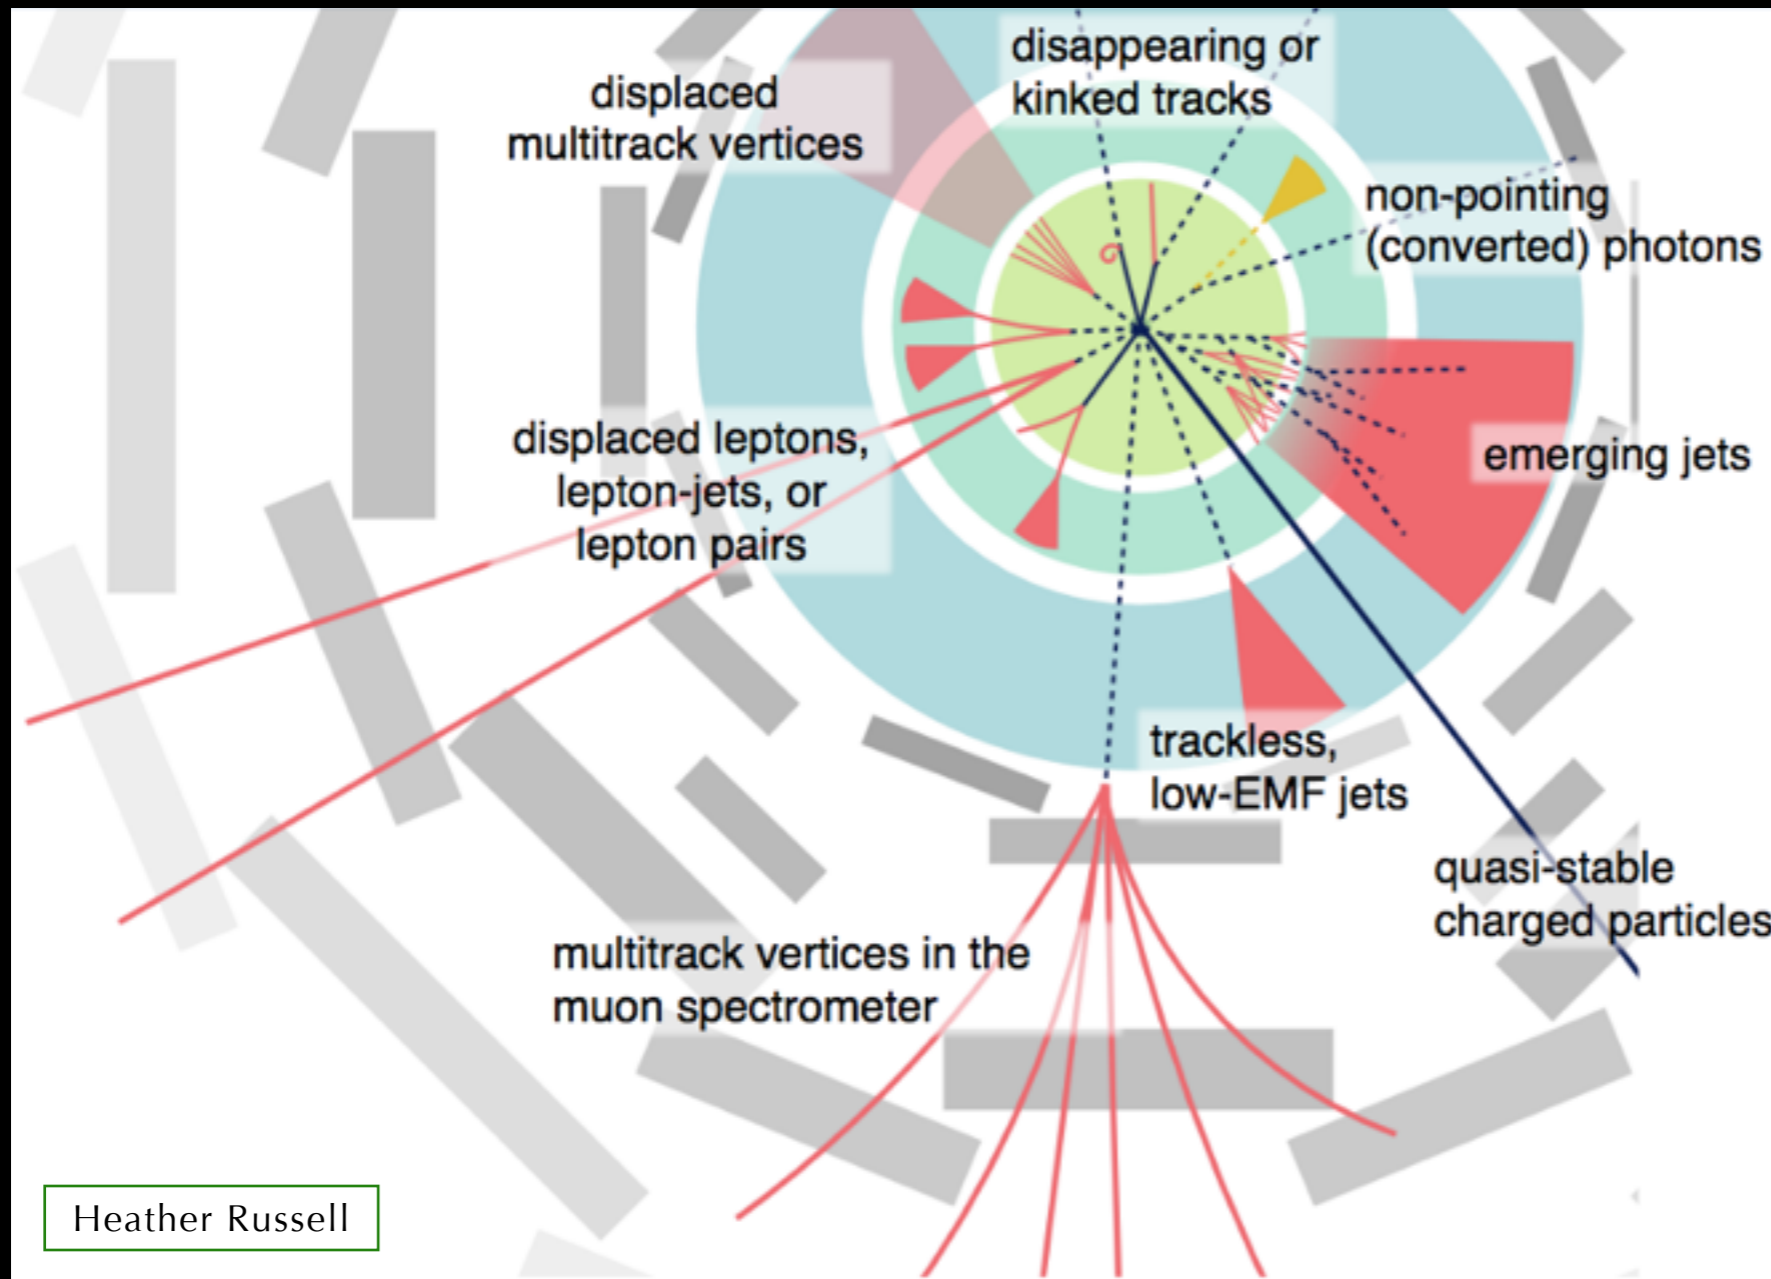 disappearing or
kinked tracks
displaced
multitrack vertices
non-pointing
(converted) photons
displaced leptons,
lepton-jets, or
lepton pairs
emerging jets
trackless,
low-EMF jets
quasi-stable
charged particles
multitrack vertices in the
muon spectrometer
Heather Russell